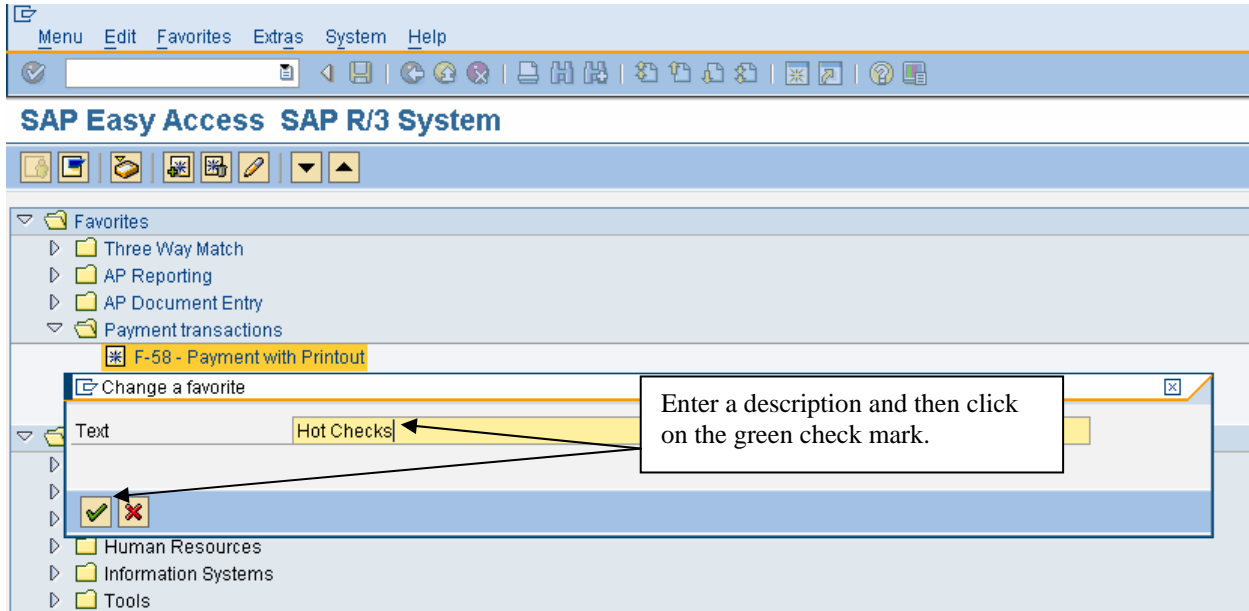 Menu Edit Favorites Extras System Help
SAP Easy Access SAP R/3 System
Favorites
Three Way Match
AP Reporting
AP Document Entry
Payment transactions
F-58 - Payment with Printout
Change a favorite
Text Hot Checks
Enter a description and then click
on the green check mark.
Human Resources
Information Systems
Tools